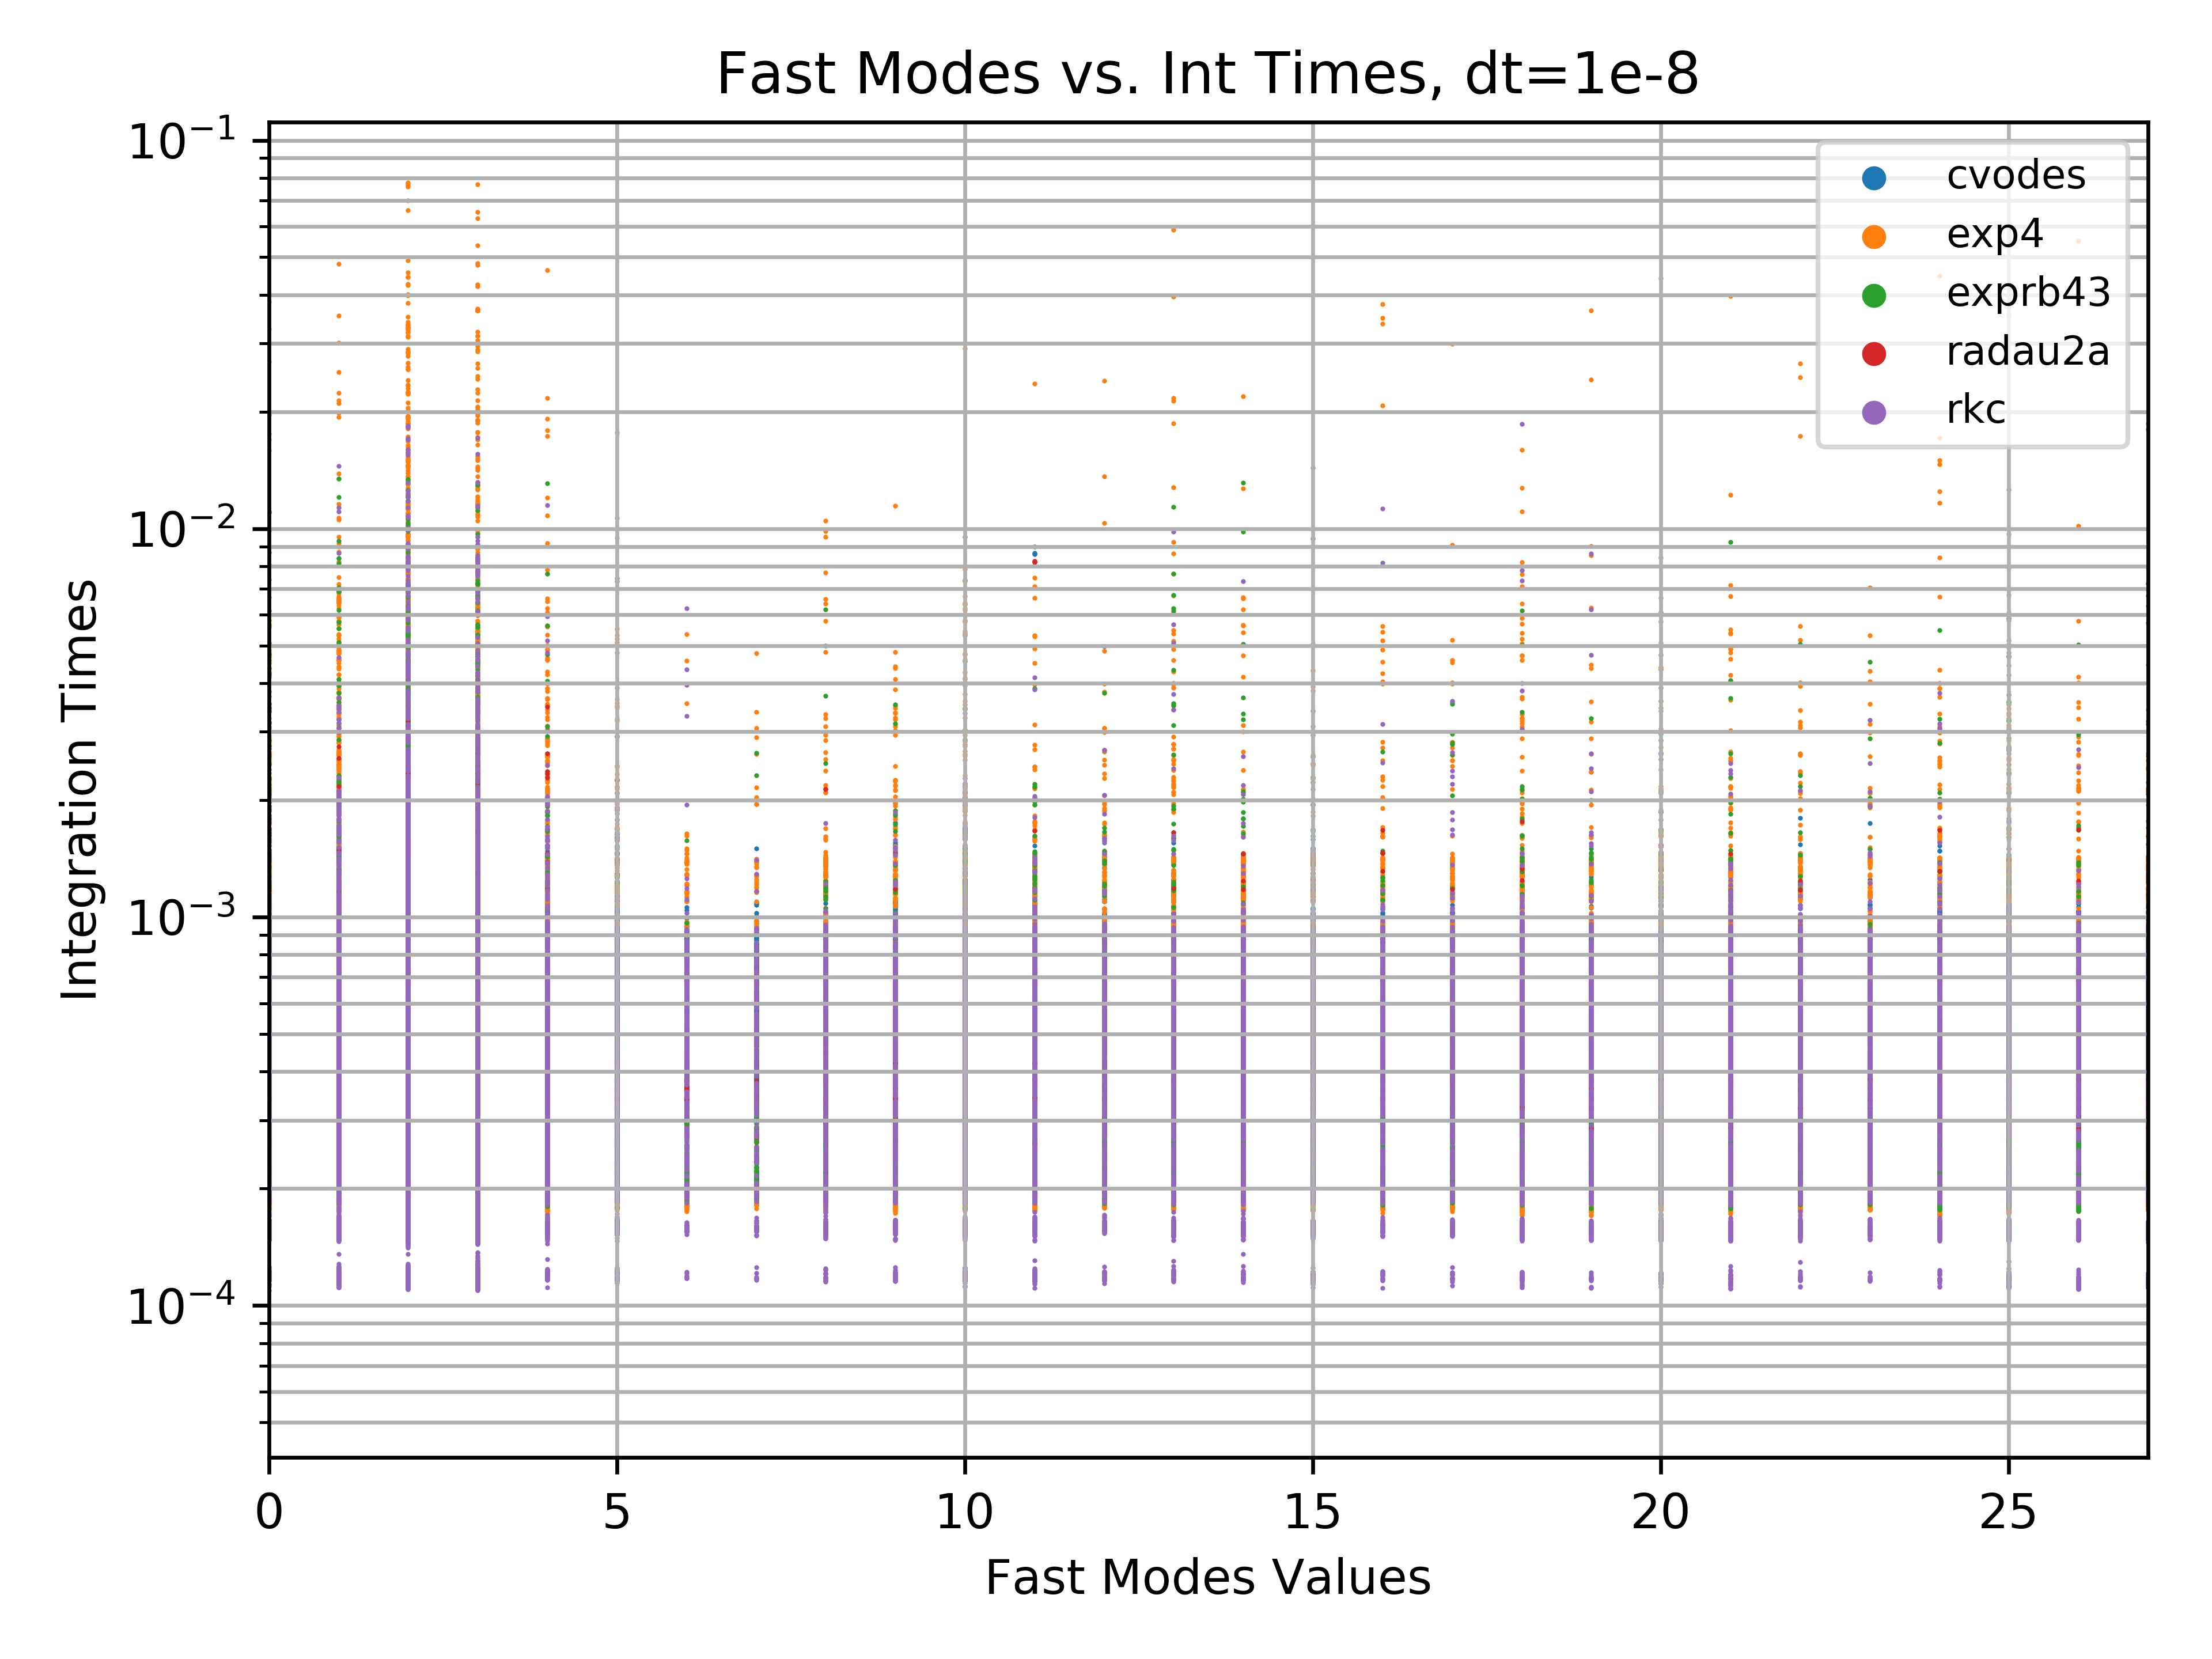 Fast Modes vs. Int Times, dt=1e-8
10⁻¹
10⁻²
10⁻³
10⁻⁴
Integration Times
cvodes
exp4
exprb43
radau2a
rkc
0 5 10 15 20 25
Fast Modes Values